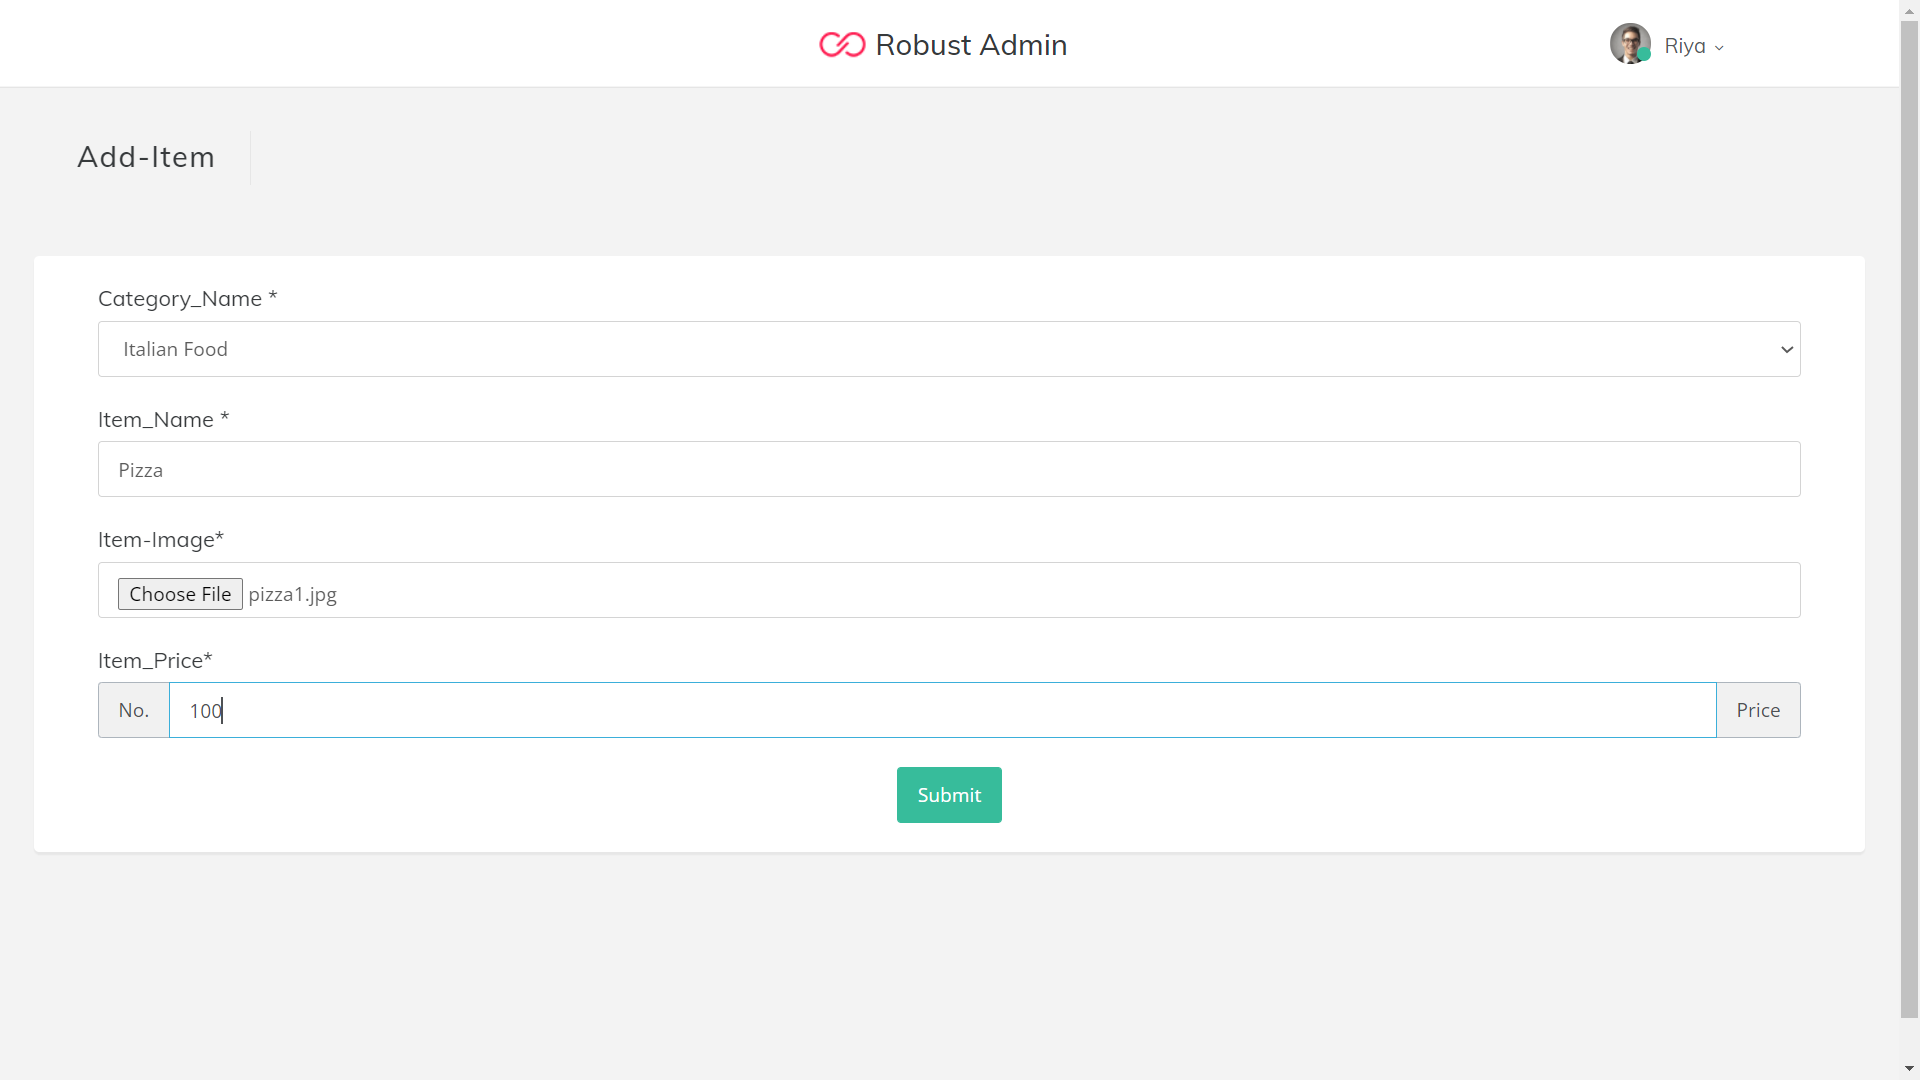 Robust Admin
Riya
Add-Item
Category_Name *
Italian Food
Item_Name *
Pizza
Item-Image*
Choose File pizza1.jpg
Item_Price*
No. 100 Price
Submit